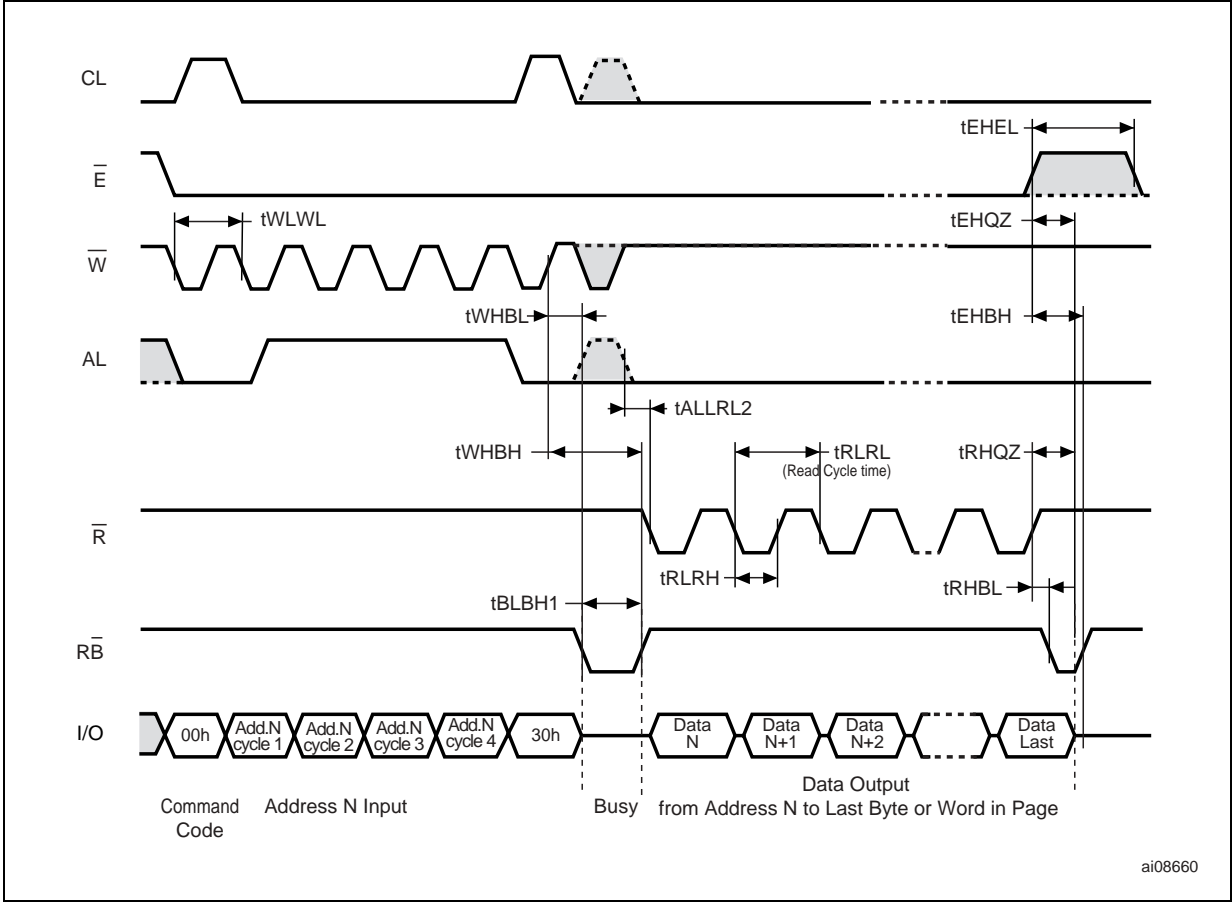 CL
tEHEL
E
tWLWL
tEHQZ
W
tWHBL
tEHBH
AL
tALLRL2
tWHBH
tRLRL
(Read Cycle time)
tRHQZ
R
tRLRH
tRHBL
tBLBH1
RB
I/O
00h
Add.N
cycle 1
Add.N
cycle 2
Add.N
cycle 3
Add.N
cycle 4
30h
Data
N
Data
N+1
Data
N+2
Data
Last
Command
Code
Address N Input
Busy
Data Output
from Address N to Last Byte or Word in Page
ai08660